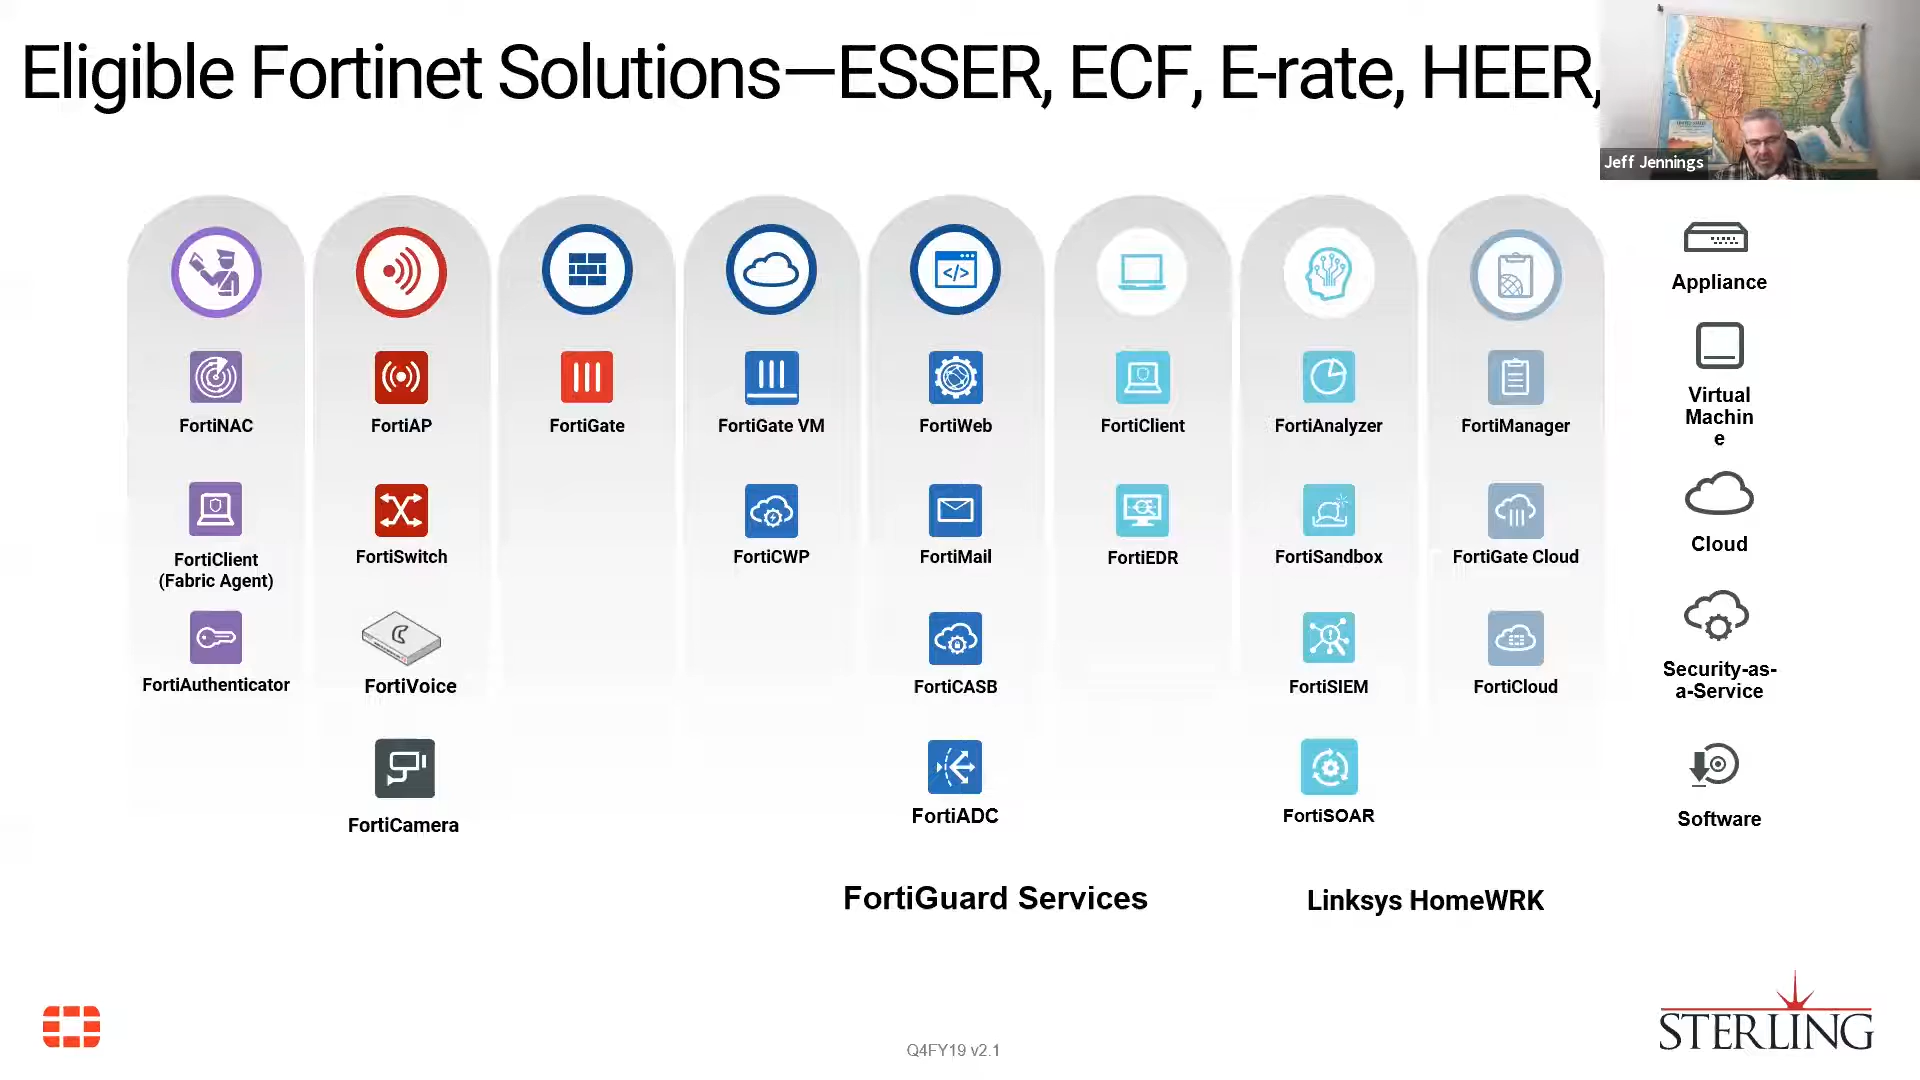 Eligible Fortinet Solutions—ESSER, ECF, E-rate, HEER,
Jeff Jennings
FortiNAC
FortiAP
FortiGate
FortiGate VM
FortiWeb
FortiClient
FortiAnalyzer
FortiManager
FortiClient
(Fabric Agent)
FortiSwitch
FortiCWP
FortiMail
FortiEDR
FortiSandbox
FortiGate Cloud
FortiAuthenticator
FortiVoice
FortiCASB
FortiSIEM
FortiCloud
FortiCamera
FortiADC
FortiSOAR
Appliance
Virtual
Machin
e
Cloud
Security-as-
a-Service
Software
FortiGuard Services
Linksys HomeWRK
Q4FY19 v2.1
STERLING